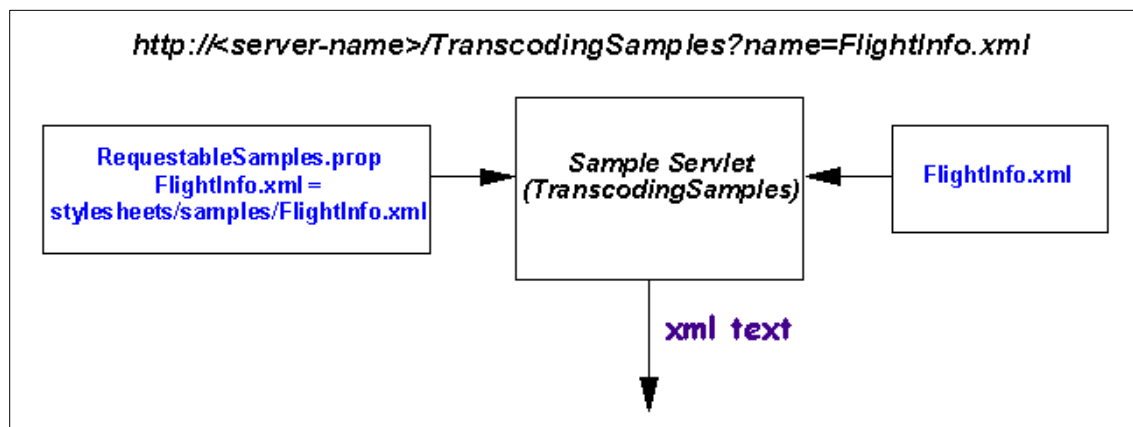 http://<server-name>/TranscodingSamples?name=FlightInfo.xml
RequestableSamples.prop
FlightInfo.xml =
stylesheets/samples/FlightInfo.xml
Sample Servlet
(TranscodingSamples)
FlightInfo.xml
xml text